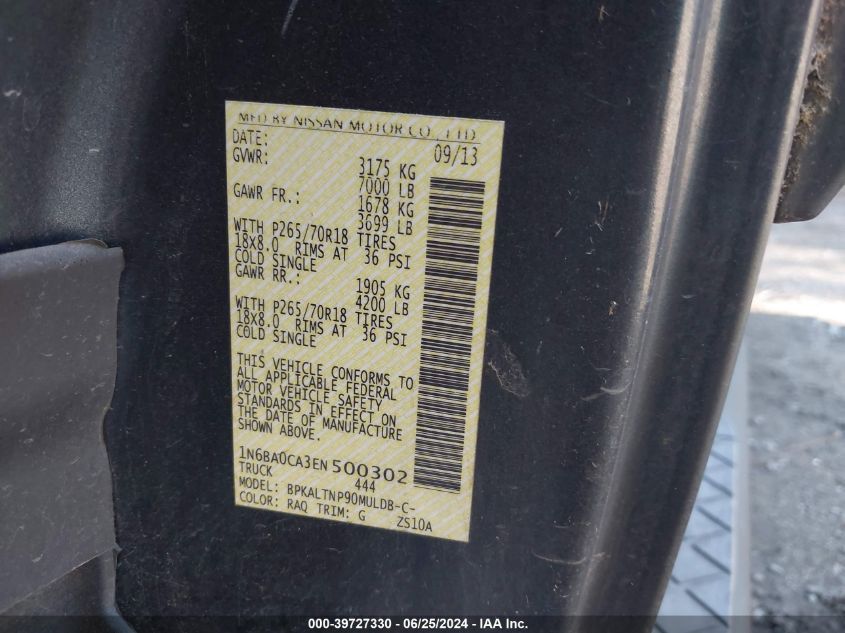 MFD BY NISSAN MOTOR CO., LTD
DATE: 09/13
GVWR: 3175 KG
7000 LB
GAWR FR.: 1678 KG
3699 LB
WITH P265/70R18 TIRES
18X8.0 RIMS AT 36 PSI
COLD SINGLE
GAWR RR.: 1905 KG
4200 LB
WITH P265/70R18 TIRES
18X8.0 RIMS AT 36 PSI
COLD SINGLE
THIS VEHICLE CONFORMS TO
ALL APPLICABLE FEDERAL
MOTOR VEHICLE SAFETY
STANDARDS IN EFFECT ON
THE DATE OF MANUFACTURE
SHOWN ABOVE.
1N6BA0CA3EN500302
TRUCK 444
MODEL: BPKALTNP90MULDB-C-
COLOR: RAQ TRIM: G ZS10A
000-39727330 - 06/25/2024 - IAA Inc.